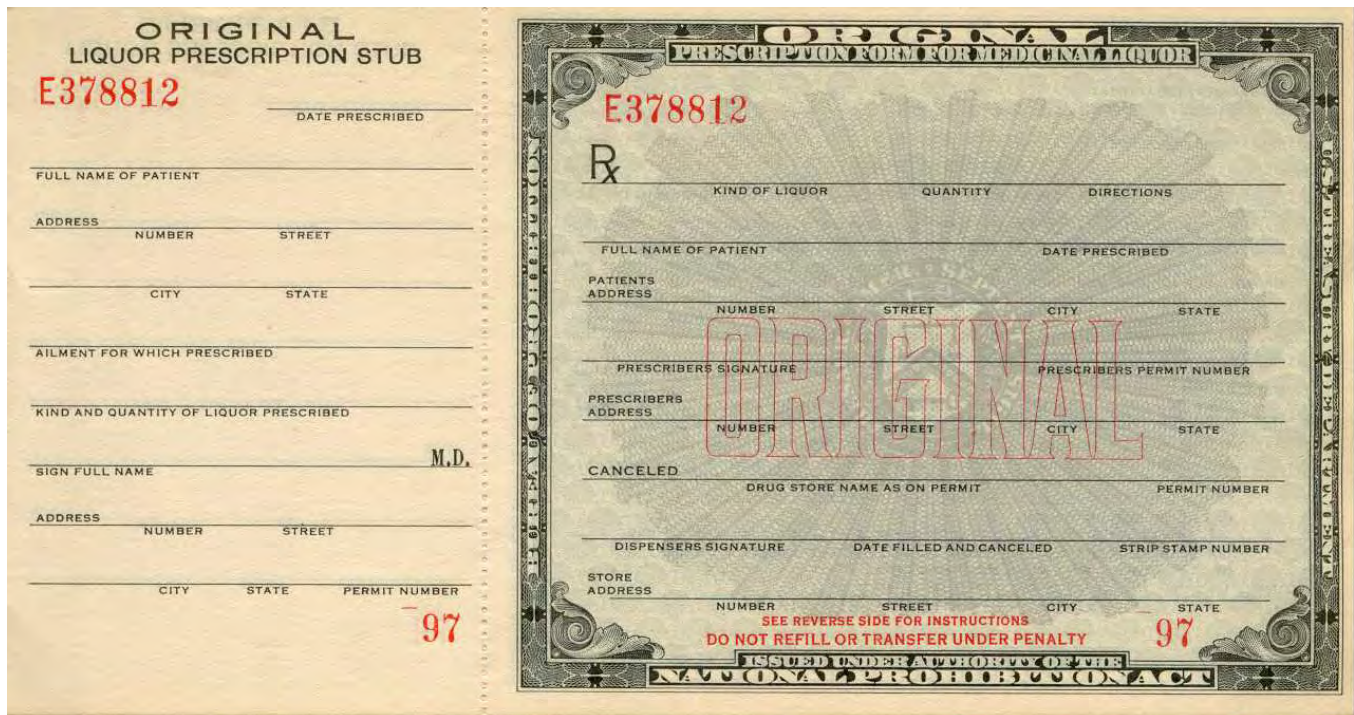 ORIGINAL
LIQUOR PRESCRIPTION STUB
E378812
DATE PRESCRIBED
FULL NAME OF PATIENT
ADDRESS
NUMBER STREET
CITY STATE
AILMENT FOR WHICH PRESCRIBED
KIND AND QUANTITY OF LIQUOR PRESCRIBED
M.D.
SIGN FULL NAME
ADDRESS
NUMBER STREET
CITY STATE PERMIT NUMBER
97
ORIGINAL
PRESCRIPTION FORM FOR MEDICINAL LIQUOR
E378812
Rx
KIND OF LIQUOR QUANTITY DIRECTIONS
FULL NAME OF PATIENT DATE PRESCRIBED
PATIENTS
ADDRESS
NUMBER STREET CITY STATE
ORIGINAL
PRESCRIBERS SIGNATURE PRESCRIBERS PERMIT NUMBER
PRESCRIBERS
ADDRESS
NUMBER STREET CITY STATE
CANCELED
DRUG STORE NAME AS ON PERMIT PERMIT NUMBER
DISPENSERS SIGNATURE DATE FILLED AND CANCELED STRIP STAMP NUMBER
STORE
ADDRESS
NUMBER STREET CITY STATE
SEE REVERSE SIDE FOR INSTRUCTIONS
DO NOT REFILL OR TRANSFER UNDER PENALTY
97
ISSUED UNDER AUTHORITY OF THE
NATIONAL PROHIBITION ACT